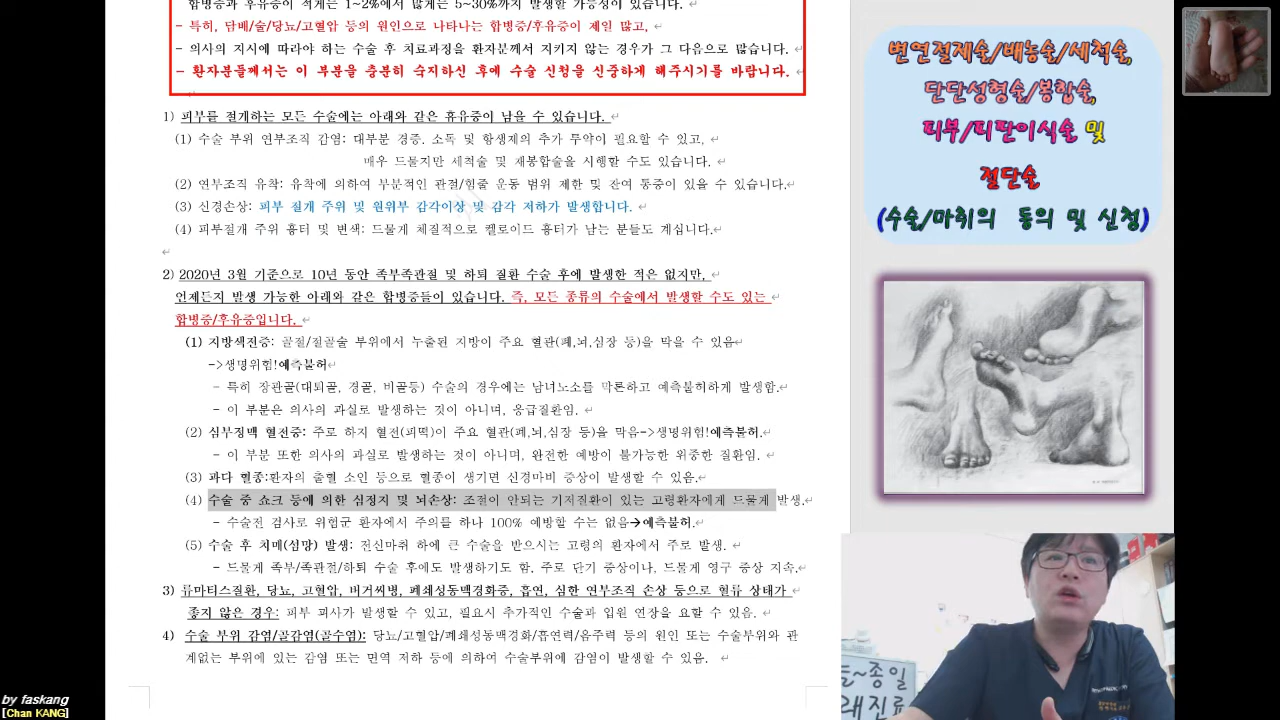 합병증과 후유증이 적게는 1~2%에서 많게는 5~30%까지 발생할 가능성이 있습니다.
- 특히, 담배/술/당뇨/고혈압 등의 원인으로 나타나는 합병증/후유증이 제일 많고,
- 의사의 지시에 따라야 하는 수술 후 치료과정을 환자분께서 지키지 않는 경우가 그 다음으로 많습니다.
- 환자분들께서는 이 부분을 충분히 숙지하신 후에 수술 신청을 신중하게 해주시기를 바랍니다.
1) 피부를 절개하는 모든 수술에는 아래와 같은 휴유증이 남을 수 있습니다.
(1) 수술 부위 연부조직 감염: 대부분 경증. 소독 및 항생제의 추가 투약이 필요할 수 있고,
매우 드물지만 세척술 및 재봉합술을 시행할 수도 있습니다.
(2) 연부조직 유착: 유착에 의하여 부분적인 관절/힘줄 운동 범위 제한 및 잔여 통증이 있을 수 있습니다.
(3) 신경손상: 피부 절개 주위 및 원위부 감각이상 및 감각 저하가 발생합니다.
(4) 피부절개 주위 흉터 및 변색: 드물게 체질적으로 켈로이드 흉터가 남는 분들도 계십니다.
2) 2020년 3월 기준으로 10년 동안 족부족관절 및 하퇴 질환 수술 후에 발생한 적은 없지만,
언제든지 발생 가능한 아래와 같은 합병증들이 있습니다. 즉, 모든 종류의 수술에서 발생할 수도 있는
합병증/후유증입니다.
(1) 지방색전증: 골절/절골술 부위에서 누출된 지방이 주요 혈관(폐,뇌,심장 등)을 막을 수 있음
->생명위험!예측불허
- 특히 장관골(대퇴골, 경골, 비골등) 수술의 경우에는 남녀노소를 막론하고 예측불허하게 발생함.
- 이 부분은 의사의 과실로 발생하는 것이 아니며, 응급질환임.
(2) 심부정맥 혈전증: 주로 하지 혈전(피떡)이 주요 혈관(폐,뇌,심장 등)을 막음->생명위험!예측불허.
- 이 부분 또한 의사의 과실로 발생하는 것이 아니며, 완전한 예방이 불가능한 위중한 질환임.
(3) 과다 혈종:환자의 출혈 소인 등으로 혈종이 생기면 신경마비 증상이 발생할 수 있음.
(4) 수술 중 쇼크 등에 의한 심정지 및 뇌손상: 조절이 안되는 기저질환이 있는 고령환자에게 드물게 발생.
- 수술전 검사로 위험군 환자에서 주의를 하나 100% 예방할 수는 없음→예측불허.
(5) 수술 후 치매(섬망) 발생: 전신마취 하에 큰 수술을 받으시는 고령의 환자에서 주로 발생.
- 드물게 족부/족관절/하퇴 수술 후에도 발생하기도 함. 주로 단기 증상이나, 드물게 영구 증상 지속.
3) 류마티스질환, 당뇨, 고혈압, 버거씨병, 폐쇄성동맥경화증, 흡연, 심한 연부조직 손상 등으로 혈류 상태가
좋지 않은 경우: 피부 괴사가 발생할 수 있고, 필요시 추가적인 수술과 입원 연장을 요할 수 있음.
4) 수술 부위 감염/골감염(골수염): 당뇨/고혈압/폐쇄성동맥경화/흡연력/음주력 등의 원인 또는 수술부위와 관
계없는 부위에 있는 감염 또는 면역 저하 등에 의하여 수술부위에 감염이 발생할 수 있음.
변연절제술/배농술/세척술,
단단성형술/봉합술,
피부/피판이식술 및
절단술
(수술/마취의 동의 및 신청)
~종일
래진료
by faskang
[Chan KANG]